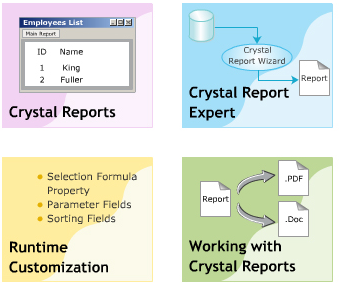 Employees List
Main Report
ID Name
1 King
2 Fuller
Crystal Reports
Crystal
Report Wizard
Report
Crystal Report
Expert
Selection Formula
Property
Parameter Fields
Sorting Fields
Runtime
Customization
Report
.PDF
.Doc
Working with
Crystal Reports